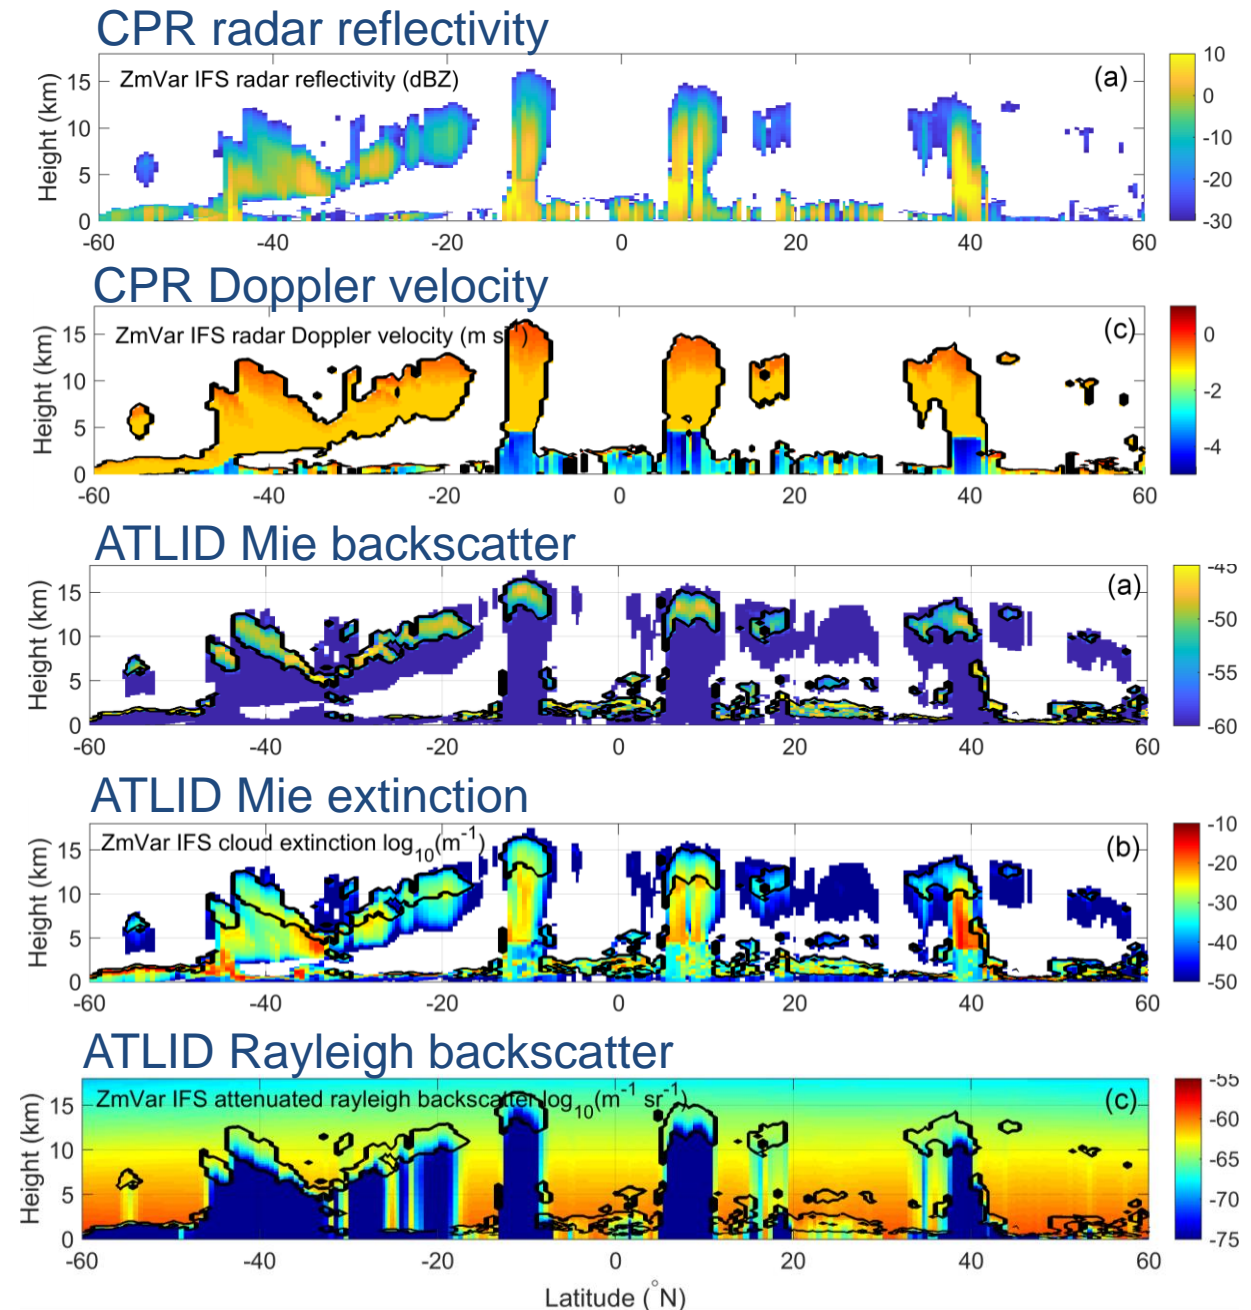 CPR radar reflectivity
ZmVar IFS radar reflectivity (dBZ)
(a)
Height (km)
15
10
5
0
-60 -40 -20 0 20 40 60
10
0
-10
-20
-30
CPR Doppler velocity
ZmVar IFS radar Doppler velocity (m s-1)
(c)
Height (km)
15
10
5
0
-60 -40 -20 0 20 40 60
0
-2
-4
ATLID Mie backscatter
(a)
Height (km)
15
10
5
0
-60 -40 -20 0 20 40 60
-45
-50
-55
-60
ATLID Mie extinction
ZmVar IFS cloud extinction log10(m-1)
(b)
Height (km)
15
10
5
0
-60 -40 -20 0 20 40 60
-10
-20
-30
-40
-50
ATLID Rayleigh backscatter
ZmVar IFS attenuated rayleigh backscatter log10(m-1 sr-1)
(c)
Height (km)
15
10
5
0
-60 -40 -20 0 20 40 60
-55
-60
-65
-70
-75
Latitude (°N)